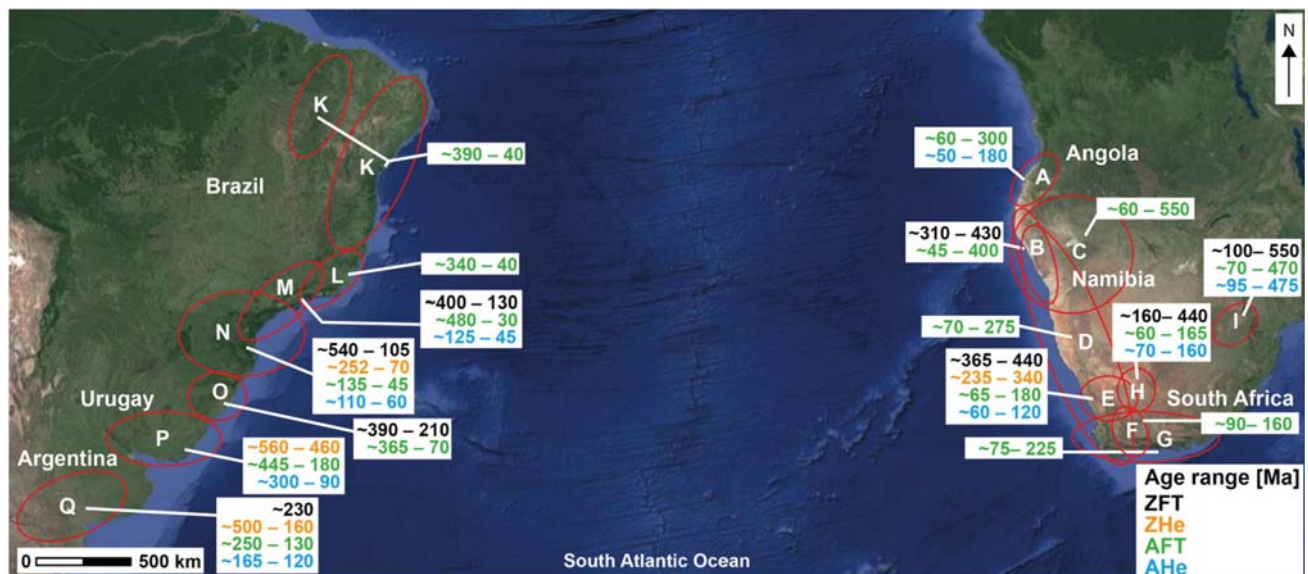 N
K
~390 – 40
K
Brazil
L
~340 – 40
M
~400 – 130
~480 – 30
~125 – 45
N
~540 – 105
~252 – 70
~135 – 45
~110 – 60
Urugay
O
~390 – 210
~365 – 70
P
~560 – 460
~445 – 180
~300 – 90
Argentina
Q
~230
~500 – 160
~250 – 130
~165 – 120
0 500 km
South Atlantic Ocean
~60 – 300
~50 – 180
Angola
A
~60 – 550
~310 – 430
~45 – 400
B
C
Namibia
~100 – 550
~70 – 470
~95 – 475
I
~70 – 275
D
~160 – 440
~60 – 165
~70 – 160
H
~365 – 440
~235 – 340
~65 – 180
~60 – 120
E
South Africa
F
~90 – 160
G
~75– 225
Age range [Ma]
ZFT
ZHe
AFT
AHe